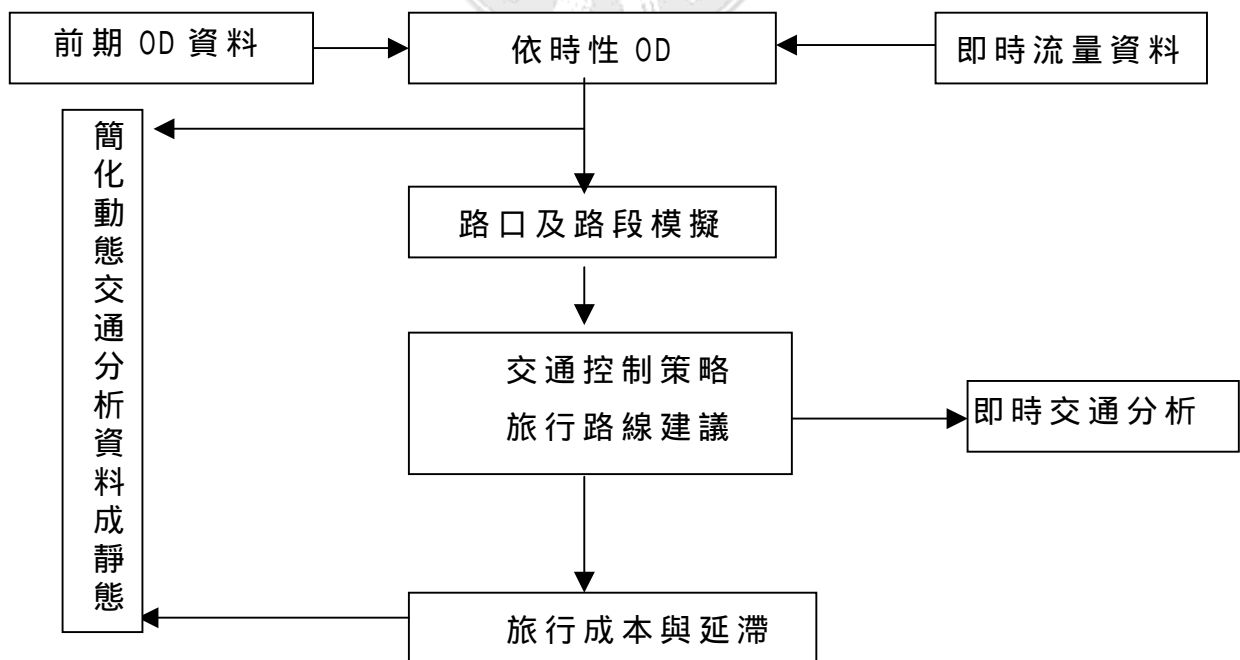 前期 OD 資料
依時性 OD
即時流量資料
簡化動態交通分析資料成靜態
路口及路段模擬
交通控制策略
旅行路線建議
即時交通分析
旅行成本與延滯